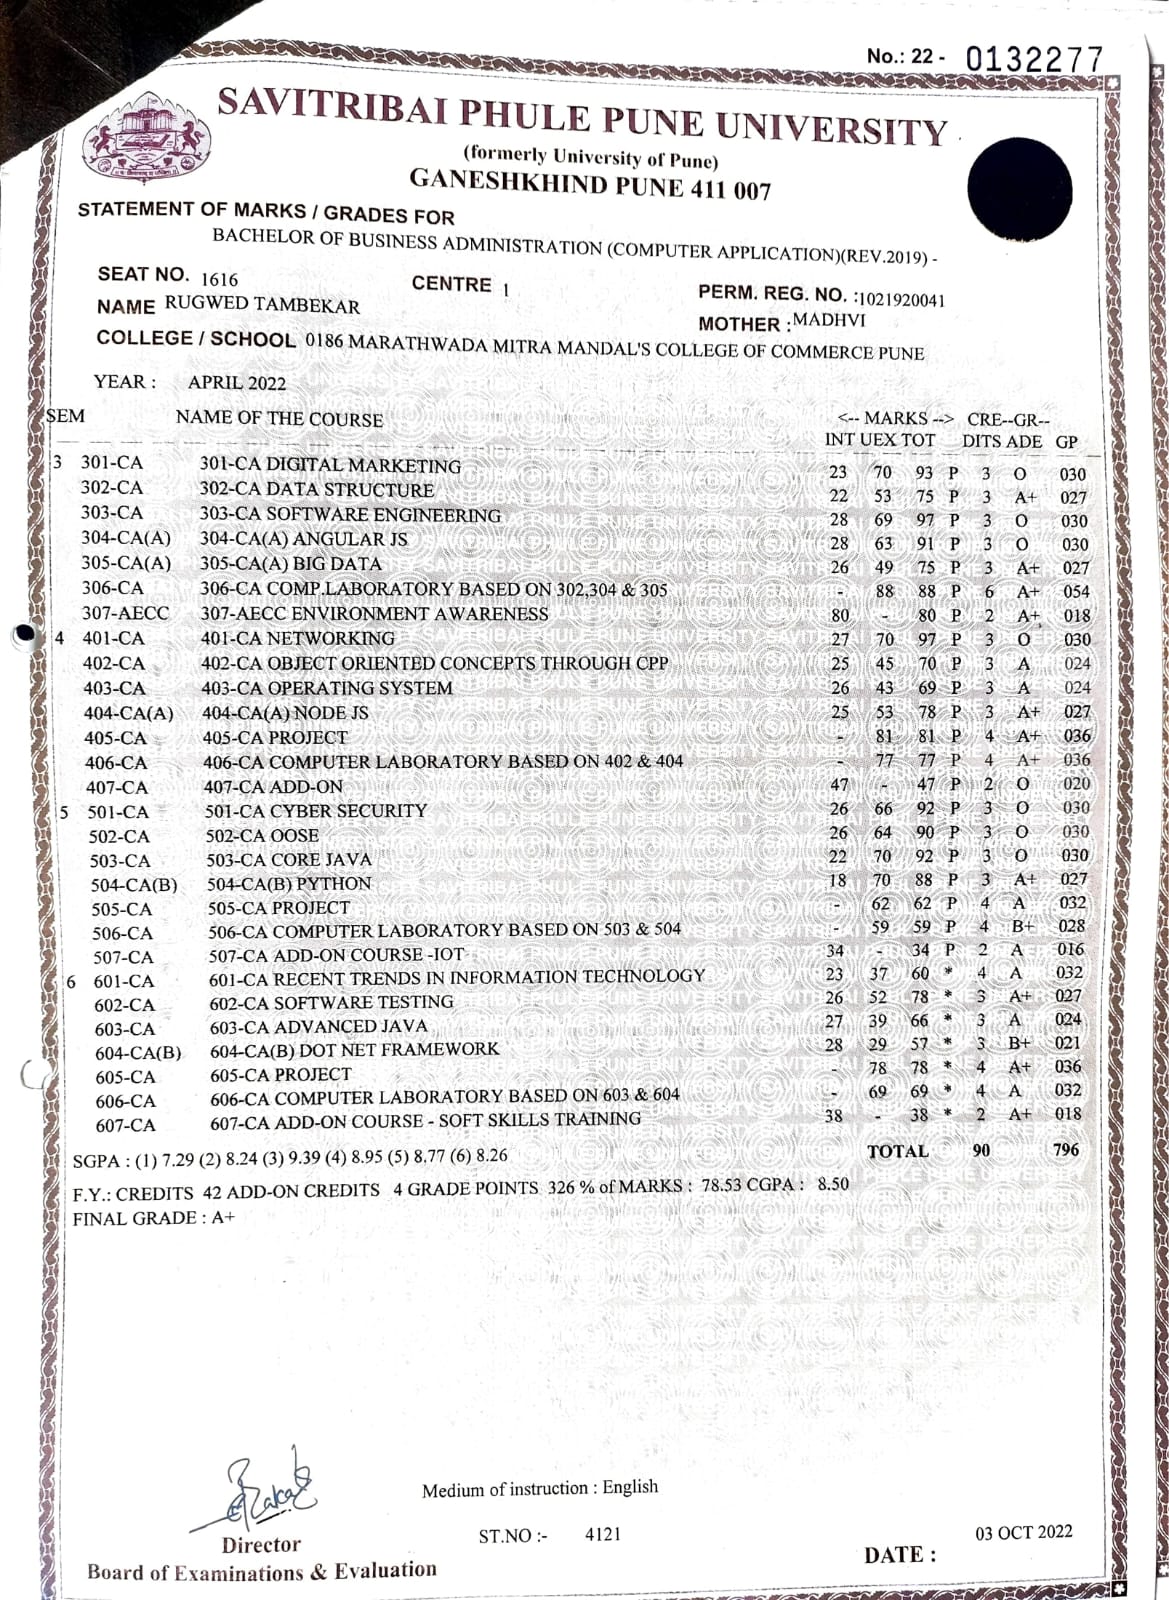 No.: 22 - 0132277
SAVITRIBAI PHULE PUNE UNIVERSITY
(formerly University of Pune)
GANESHKHIND PUNE 411 007
STATEMENT OF MARKS / GRADES FOR
BACHELOR OF BUSINESS ADMINISTRATION (COMPUTER APPLICATION)(REV.2019) -
SEAT NO. 1616 CENTRE 1 PERM. REG. NO. :1021920041
NAME RUGWED TAMBEKAR MOTHER : MADHVI
COLLEGE / SCHOOL 0186 MARATHWADA MITRA MANDAL'S COLLEGE OF COMMERCE PUNE
YEAR : APRIL 2022
SEM NAME OF THE COURSE <-- MARKS --> CRE--GR--
INT UEX TOT DITS ADE GP
3 301-CA 301-CA DIGITAL MARKETING 23 70 93 P 3 O 030
302-CA 302-CA DATA STRUCTURE 22 53 75 P 3 A+ 027
303-CA 303-CA SOFTWARE ENGINEERING 28 69 97 P 3 O 030
304-CA(A) 304-CA(A) ANGULAR JS 28 63 91 P 3 O 030
305-CA(A) 305-CA(A) BIG DATA 26 49 75 P 3 A+ 027
306-CA 306-CA COMP.LABORATORY BASED ON 302,304 & 305 - 88 88 P 6 A+ 054
307-AECC 307-AECC ENVIRONMENT AWARENESS 80 - 80 P 2 A+ 018
4 401-CA 401-CA NETWORKING 27 70 97 P 3 O 030
402-CA 402-CA OBJECT ORIENTED CONCEPTS THROUGH CPP 25 45 70 P 3 A 024
403-CA 403-CA OPERATING SYSTEM 26 43 69 P 3 A 024
404-CA(A) 404-CA(A) NODE JS 25 53 78 P 3 A+ 027
405-CA 405-CA PROJECT - 81 81 P 4 A+ 036
406-CA 406-CA COMPUTER LABORATORY BASED ON 402 & 404 - 77 77 P 4 A+ 036
407-CA 407-CA ADD-ON 47 - 47 P 2 O 020
5 501-CA 501-CA CYBER SECURITY 26 66 92 P 3 O 030
502-CA 502-CA OOSE 26 64 90 P 3 O 030
503-CA 503-CA CORE JAVA 22 70 92 P 3 O 030
504-CA(B) 504-CA(B) PYTHON 18 70 88 P 3 A+ 027
505-CA 505-CA PROJECT - 62 62 P 4 A 032
506-CA 506-CA COMPUTER LABORATORY BASED ON 503 & 504 - 59 59 P 4 B+ 028
507-CA 507-CA ADD-ON COURSE -IOT 34 - 34 P 2 A 016
6 601-CA 601-CA RECENT TRENDS IN INFORMATION TECHNOLOGY 23 37 60 * 4 A 032
602-CA 602-CA SOFTWARE TESTING 26 52 78 * 3 A+ 027
603-CA 603-CA ADVANCED JAVA 27 39 66 * 3 A 024
604-CA(B) 604-CA(B) DOT NET FRAMEWORK 28 29 57 * 3 B+ 021
605-CA 605-CA PROJECT - 78 78 * 4 A+ 036
606-CA 606-CA COMPUTER LABORATORY BASED ON 603 & 604 - 69 69 * 4 A 032
607-CA 607-CA ADD-ON COURSE - SOFT SKILLS TRAINING 38 - 38 * 2 A+ 018
SGPA : (1) 7.29 (2) 8.24 (3) 9.39 (4) 8.95 (5) 8.77 (6) 8.26 TOTAL 90 796
F.Y.: CREDITS 42 ADD-ON CREDITS 4 GRADE POINTS 326 % of MARKS : 78.53 CGPA : 8.50
FINAL GRADE : A+
Medium of instruction : English
Director ST.NO :- 4121 DATE : 03 OCT 2022
Board of Examinations & Evaluation